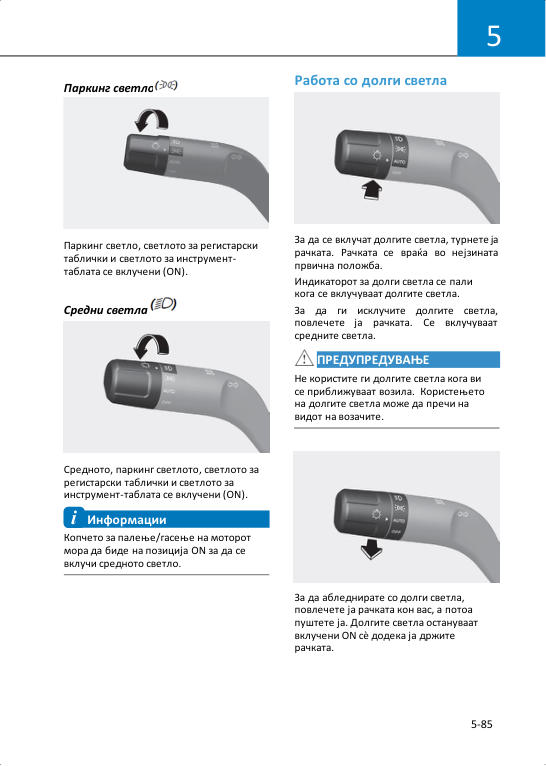 5
Паркинг светло
Паркинг светло, светлото за регистарски
таблички и светлото за инструмент-
таблата се вклучени (ON).
Средни светла
Средното, паркинг светлото, светлото за
регистарски таблички и светлото за
инструмент-таблата се вклучени (ON).
i Информации
Копчето за палење/гасење на моторот
мора да биде на позиција ON за да се
вклучи средното светло.
Работа со долги светла
За да се вклучат долгите светла, турнете ја
рачката. Рачката се враќа во нејзината
првична положба.
Индикаторот за долги светла се пали
кога се вклучуваат долгите светла.
За да ги исклучите долгите светла,
повлечете ја рачката. Се вклучуваат
средните светла.
ПРЕДУПРЕДУВАЊЕ
Не користите ги долгите светла кога ви
се приближуваат возила. Користењето
на долгите светла може да пречи на
видот на возачите.
AUTO
OFF
За да абледнирате со долги светла,
повлечете ја рачката кон вас, а потоа
пуштете ја. Долгите светла остануваат
вклучени ON сѐ додека ја држите
рачката.
5-85